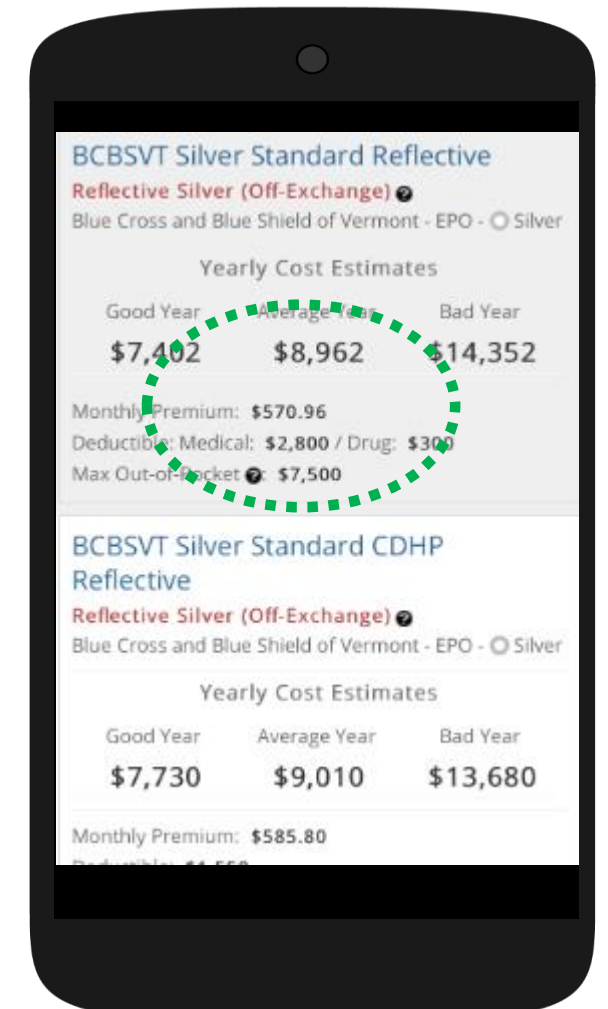 BCBSVT Silver Standard Reflective
Reflective Silver (Off-Exchange) ?
Blue Cross and Blue Shield of Vermont - EPO - Silver
Yearly Cost Estimates
Good Year Average Year Bad Year
$7,402 $8,962 $14,352
Monthly Premium: $570.96
Deductible: Medical: $2,800 / Drug: $300
Max Out-of-Pocket ?: $7,500
BCBSVT Silver Standard CDHP
Reflective
Reflective Silver (Off-Exchange) ?
Blue Cross and Blue Shield of Vermont - EPO - Silver
Yearly Cost Estimates
Good Year Average Year Bad Year
$7,730 $9,010 $13,680
Monthly Premium: $585.80